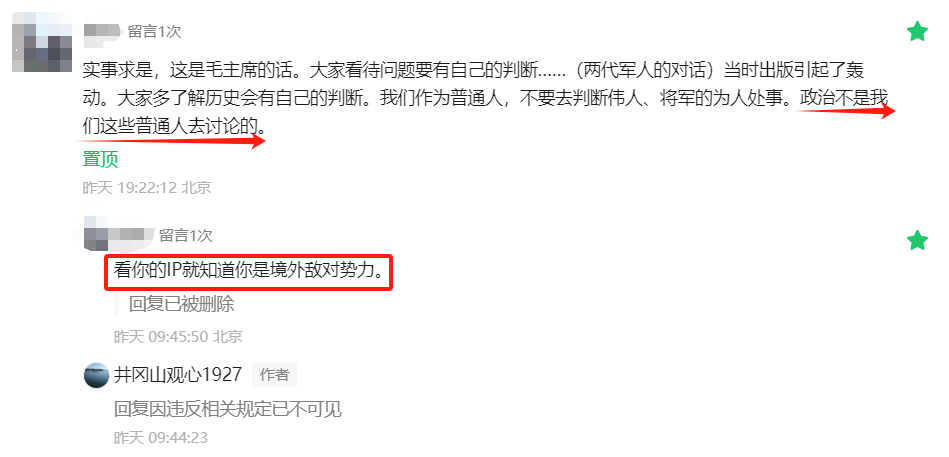 留言1次
实事求是，这是毛主席的话。大家看待问题要有自己的判断……（两代军人的对话）当时出版引起了轰
动。大家多了解历史会有自己的判断。我们作为普通人，不要去判断伟人、将军的为人处事。政治不是我
们这些普通人去讨论的。
置顶
昨天 19:22:12 北京
留言1次
看你的IP就知道你是境外敌对势力。
回复已被删除
昨天 09:45:50 北京
井冈山观心1927 作者
回复因违反相关规定已不可见
昨天 09:44:23